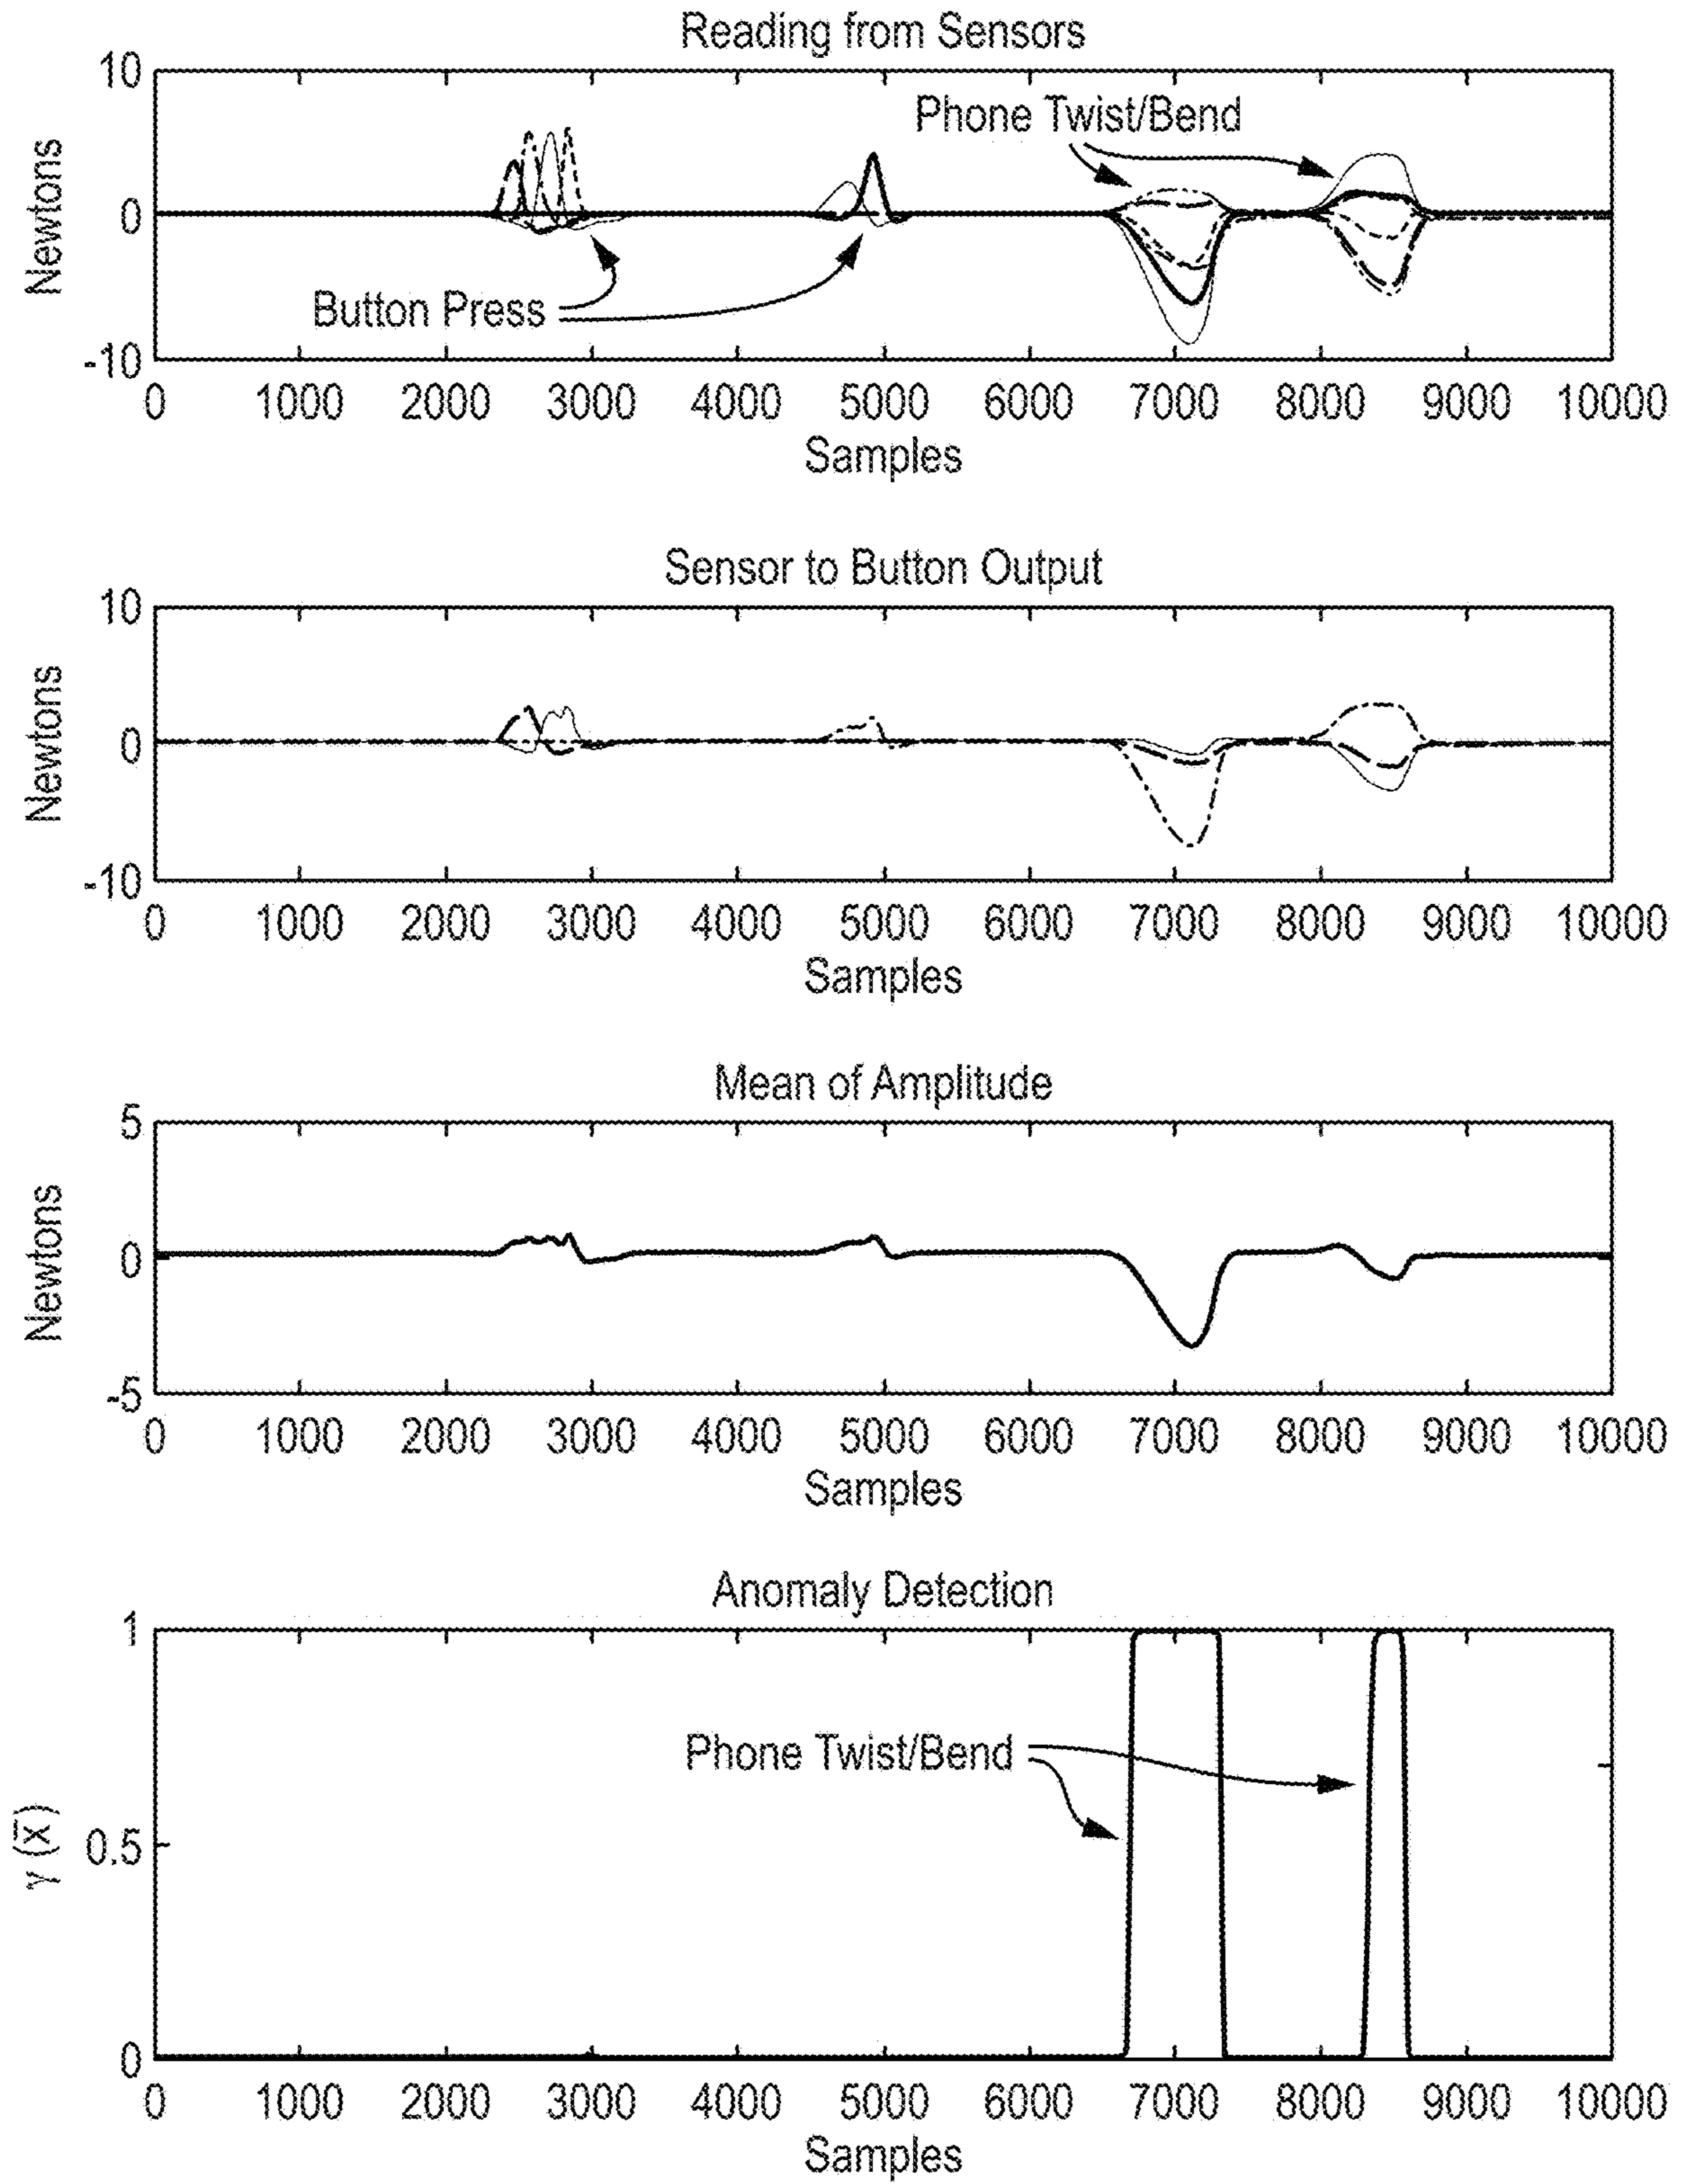 Reading from Sensors
10
Phone Twist/Bend
Newtons
0
Button Press
-10
0 1000 2000 3000 4000 5000 6000 7000 8000 9000 10000
Samples
Sensor to Button Output
10
Newtons
0
-10
0 1000 2000 3000 4000 5000 6000 7000 8000 9000 10000
Samples
Mean of Amplitude
5
Newtons
0
-5
0 1000 2000 3000 4000 5000 6000 7000 8000 9000 10000
Samples
Anomaly Detection
1
Phone Twist/Bend
γ (x̄)
0.5
0
0 1000 2000 3000 4000 5000 6000 7000 8000 9000 10000
Samples